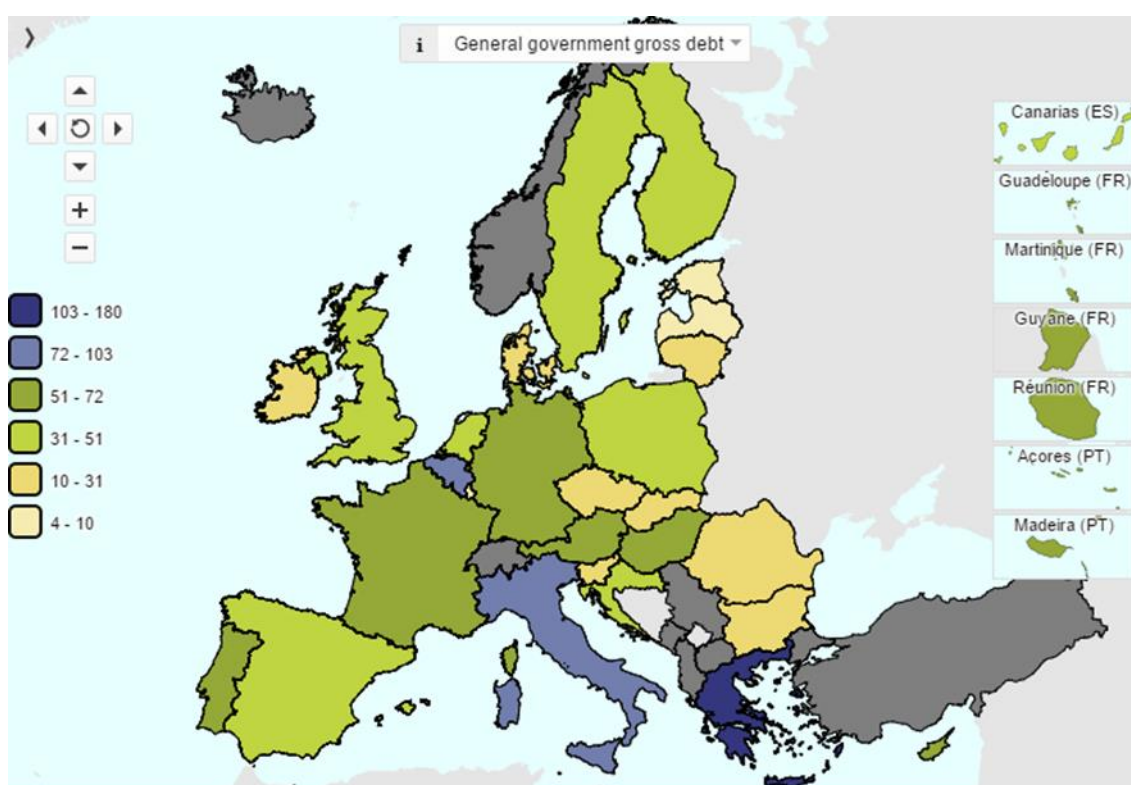 i General government gross debt
103 - 180
72 - 103
51 - 72
31 - 51
10 - 31
4 - 10
Canarias (ES)
Guadeloupe (FR)
Martinique (FR)
Guyane (FR)
Réunion (FR)
Açores (PT)
Madeira (PT)